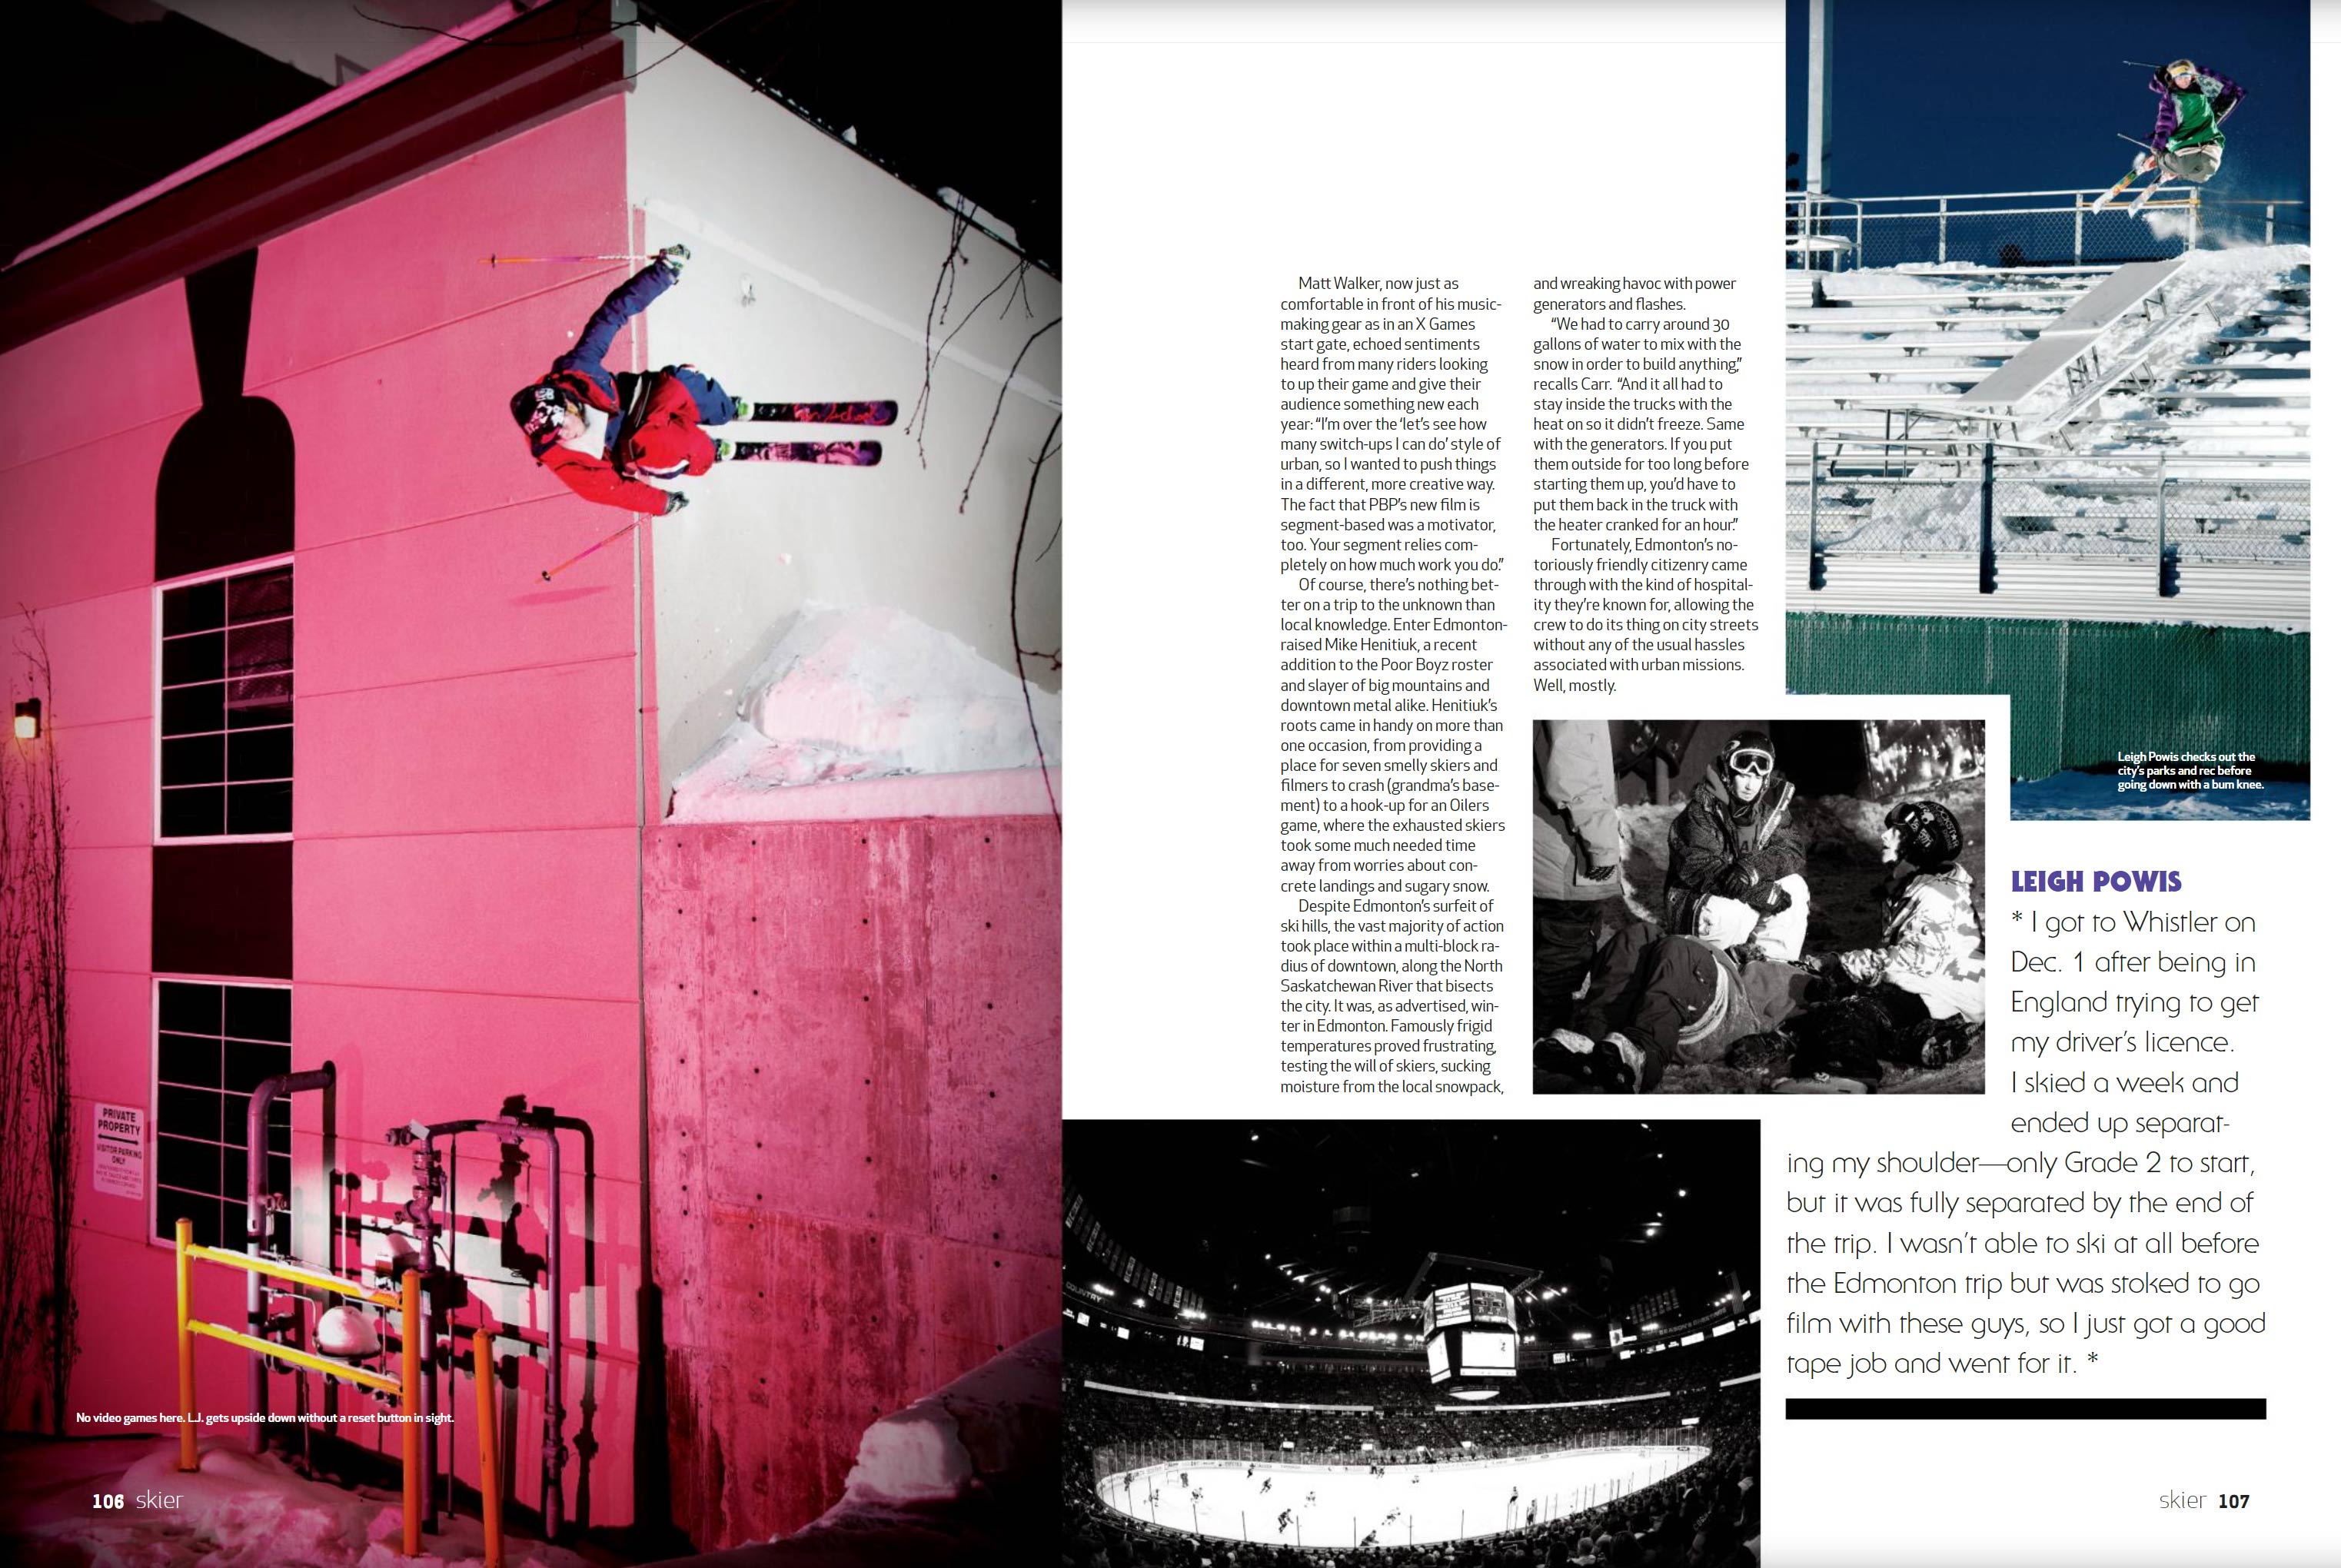 PRIVATE
PROPERTY
VISITOR PARKING
ONLY
No video games here. L.J. gets upside down without a reset button in sight.
106 skier
Matt Walker, now just as
comfortable in front of his music-
making gear as in an X Games
start gate, echoed sentiments
heard from many riders looking
to up their game and give their
audience something new each
year: “I’m over the ‘let’s see how
many switch-ups I can do’ style of
urban, so I wanted to push things
in a different, more creative way.
The fact that PBP’s new film is
segment-based was a motivator,
too. Your segment relies com-
pletely on how much work you do.”
Of course, there’s nothing bet-
ter on a trip to the unknown than
local knowledge. Enter Edmonton-
raised Mike Henitiuk, a recent
addition to the Poor Boyz roster
and slayer of big mountains and
downtown metal alike. Henitiuk’s
roots came in handy on more than
one occasion, from providing a
place for seven smelly skiers and
filmers to crash (grandma’s base-
ment) to a hook-up for an Oilers
game, where the exhausted skiers
took some much needed time
away from worries about con-
crete landings and sugary snow.
Despite Edmonton’s surfeit of
ski hills, the vast majority of action
took place within a multi-block ra-
dius of downtown, along the North
Saskatchewan River that bisects
the city. It was, as advertised, win-
ter in Edmonton. Famously frigid
temperatures proved frustrating,
testing the will of skiers, sucking
moisture from the local snowpack,
and wreaking havoc with power
generators and flashes.
“We had to carry around 30
gallons of water to mix with the
snow in order to build anything,”
recalls Carr. “And it all had to
stay inside the trucks with the
heat on so it didn’t freeze. Same
with the generators. If you put
them outside for too long before
starting them up, you’d have to
put them back in the truck with
the heater cranked for an hour.”
Fortunately, Edmonton’s no-
toriously friendly citizenry came
through with the kind of hospital-
ity they’re known for, allowing the
crew to do its thing on city streets
without any of the usual hassles
associated with urban missions.
Well, mostly.
Leigh Powis checks out the
city’s parks and rec before
going down with a bum knee.
LEIGH POWIS
* I got to Whistler on
Dec. 1 after being in
England trying to get
my driver’s licence.
I skied a week and
ended up separat-
ing my shoulder—only Grade 2 to start,
but it was fully separated by the end of
the trip. I wasn’t able to ski at all before
the Edmonton trip but was stoked to go
film with these guys, so I just got a good
tape job and went for it. *
skier 107